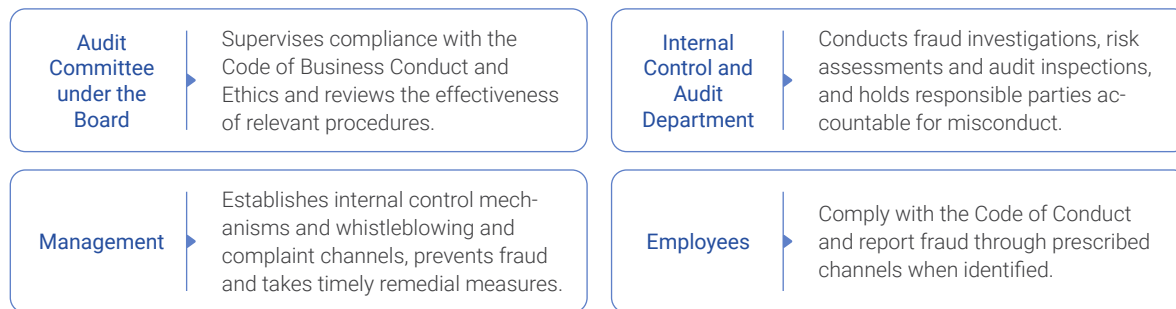 Audit
Committee
under the
Board
Supervises compliance with the
Code of Business Conduct and
Ethics and reviews the effectiveness
of relevant procedures.
Internal
Control and
Audit
Department
Conducts fraud investigations, risk
assessments and audit inspections,
and holds responsible parties ac-
countable for misconduct.
Management
Establishes internal control mech-
anisms and whistleblowing and
complaint channels, prevents fraud
and takes timely remedial measures.
Employees
Comply with the Code of Conduct
and report fraud through prescribed
channels when identified.